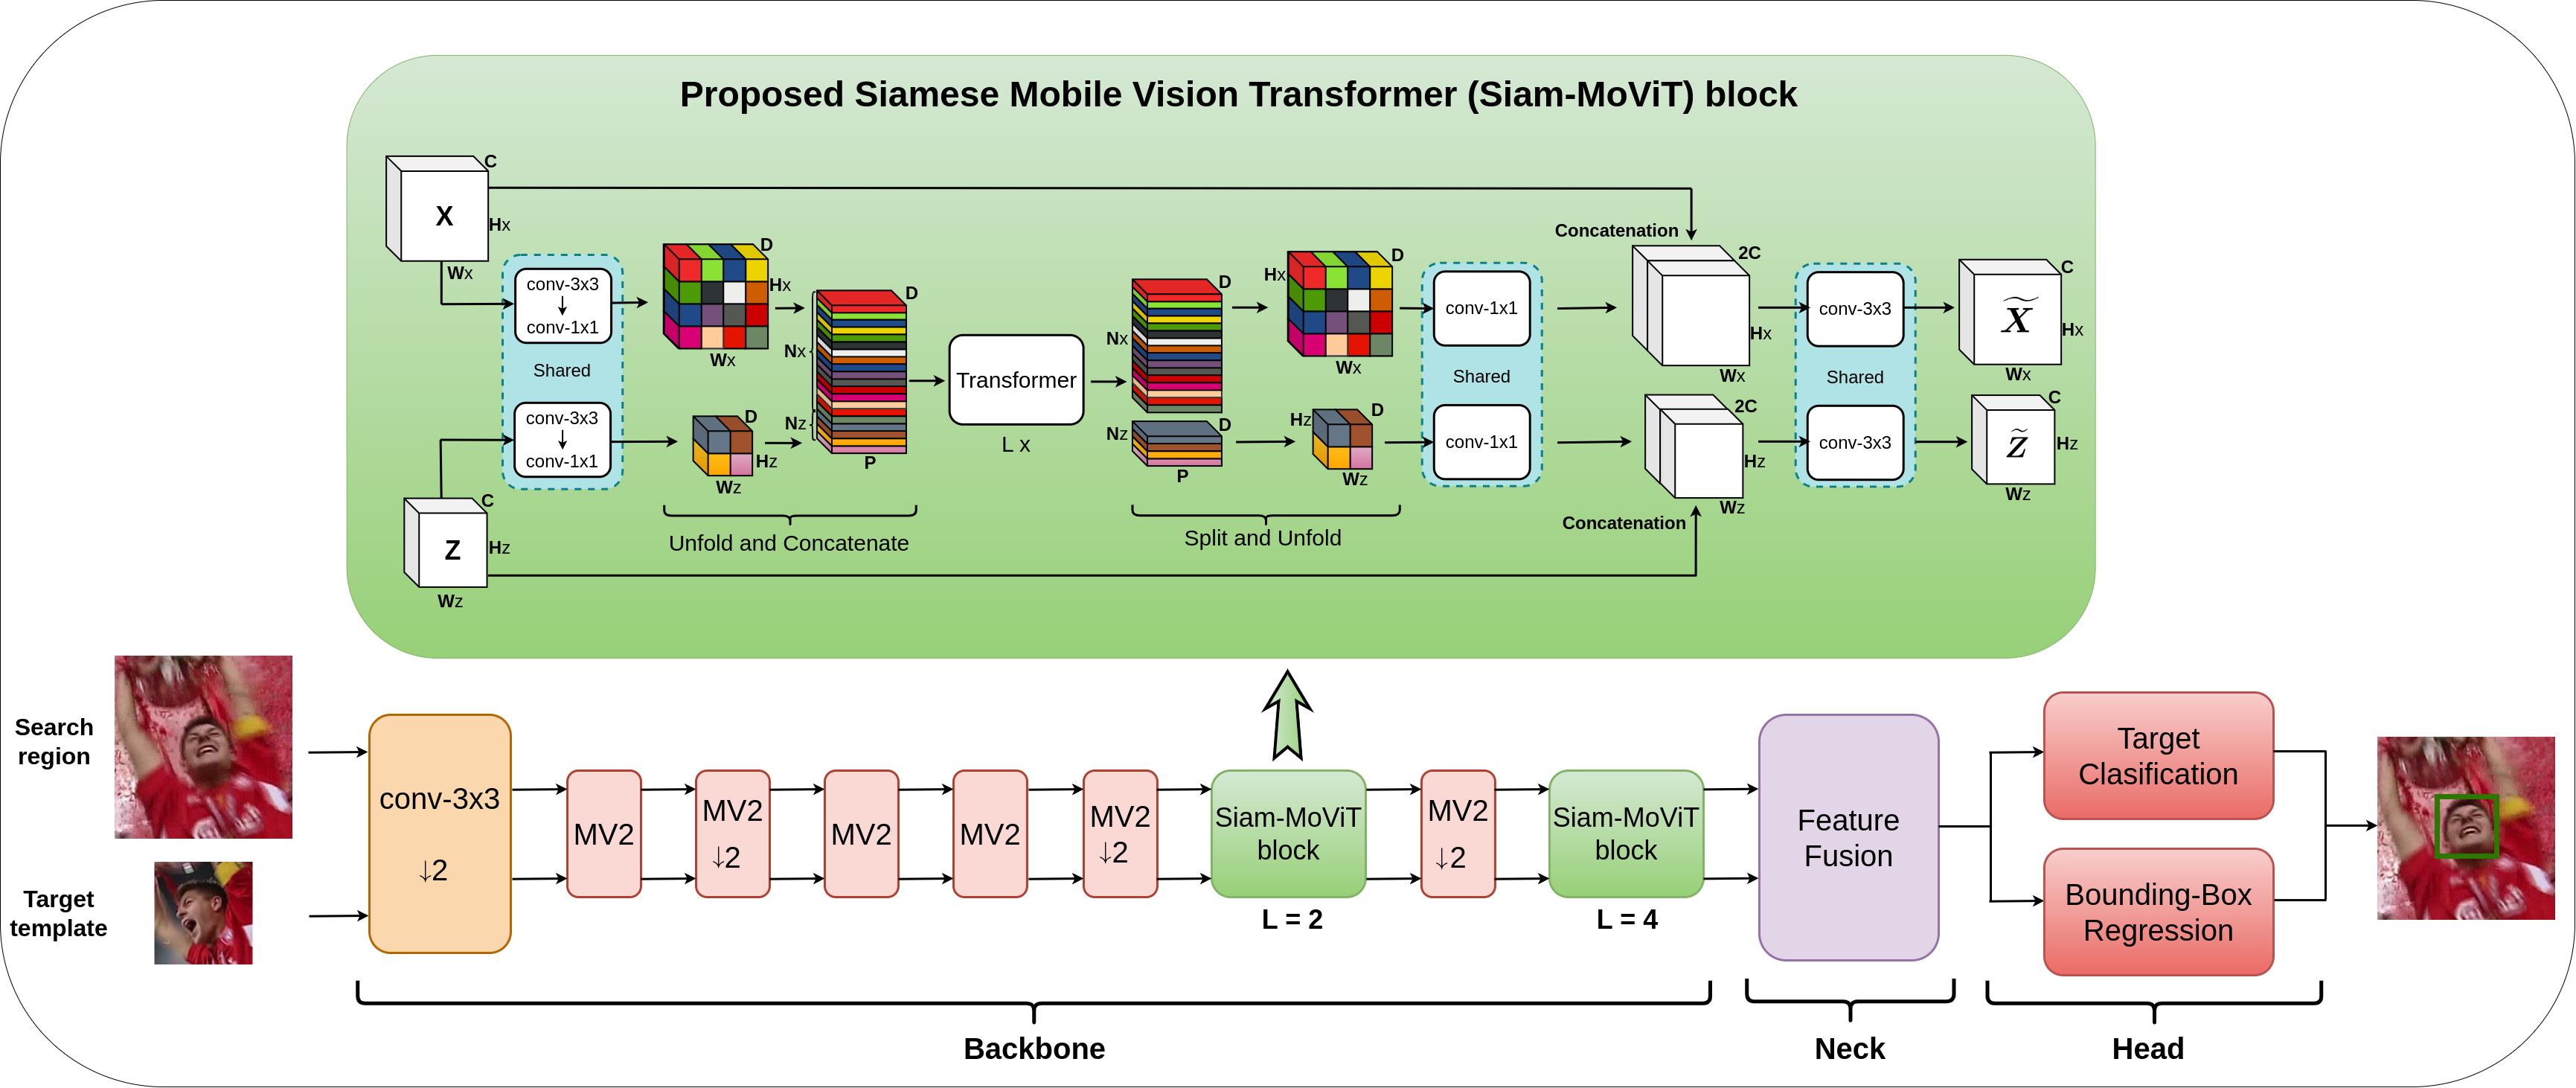 Proposed Siamese Mobile Vision Transformer (Siam-MoViT) block
C
X
Hx
Wx
conv-3x3
↓
conv-1x1
Shared
conv-3x3
↓
conv-1x1
C
Z
Hz
Wz
D
Hx
Wx
D
Hz
Wz
D
Nx
Nz
P
Unfold and Concatenate
Transformer
L x
D
Nx
D
Nz
P
D
Hx
Wx
D
Hz
Wz
Split and Unfold
conv-1x1
Shared
conv-1x1
Concatenation
2C
Hx
Wx
2C
Hz
Wz
Concatenation
conv-3x3
Shared
conv-3x3
C
X̃
Hx
Wx
C
z̃
Hz
Wz
Search
region
Target
template
conv-3x3
↓2
MV2
MV2
↓2
MV2
MV2
MV2
↓2
Siam-MoViT
block
L = 2
MV2
↓2
Siam-MoViT
block
L = 4
Feature
Fusion
Target
Clasification
Bounding-Box
Regression
Backbone
Neck
Head